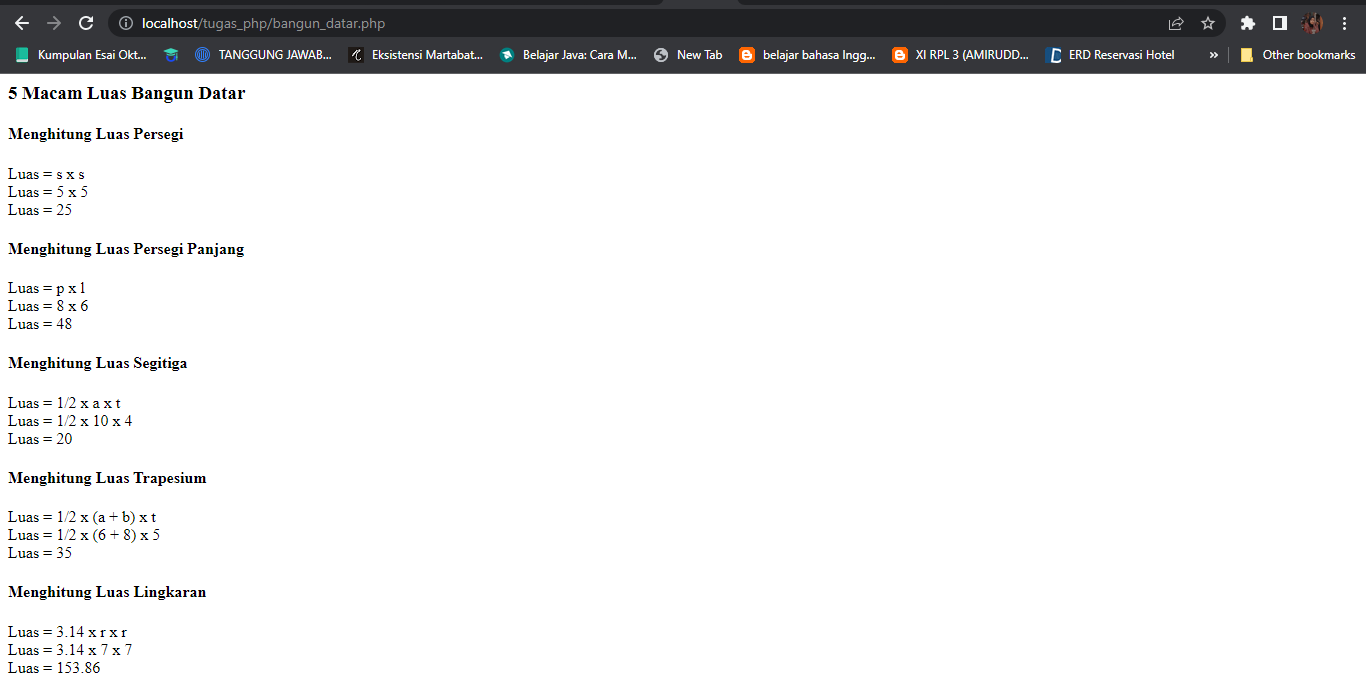 localhost/tugas_php/bangun_datar.php
Kumpulan Esai Okt... TANGGUNG JAWAB... Eksistensi Martabat... Belajar Java: Cara M... New Tab belajar bahasa Ingg... XI RPL 3 (AMIRUDD... ERD Reservasi Hotel » Other bookmarks
5 Macam Luas Bangun Datar
Menghitung Luas Persegi
Luas = s x s
Luas = 5 x 5
Luas = 25
Menghitung Luas Persegi Panjang
Luas = p x l
Luas = 8 x 6
Luas = 48
Menghitung Luas Segitiga
Luas = 1/2 x a x t
Luas = 1/2 x 10 x 4
Luas = 20
Menghitung Luas Trapesium
Luas = 1/2 x (a + b) x t
Luas = 1/2 x (6 + 8) x 5
Luas = 35
Menghitung Luas Lingkaran
Luas = 3.14 x r x r
Luas = 3.14 x 7 x 7
Luas = 153.86